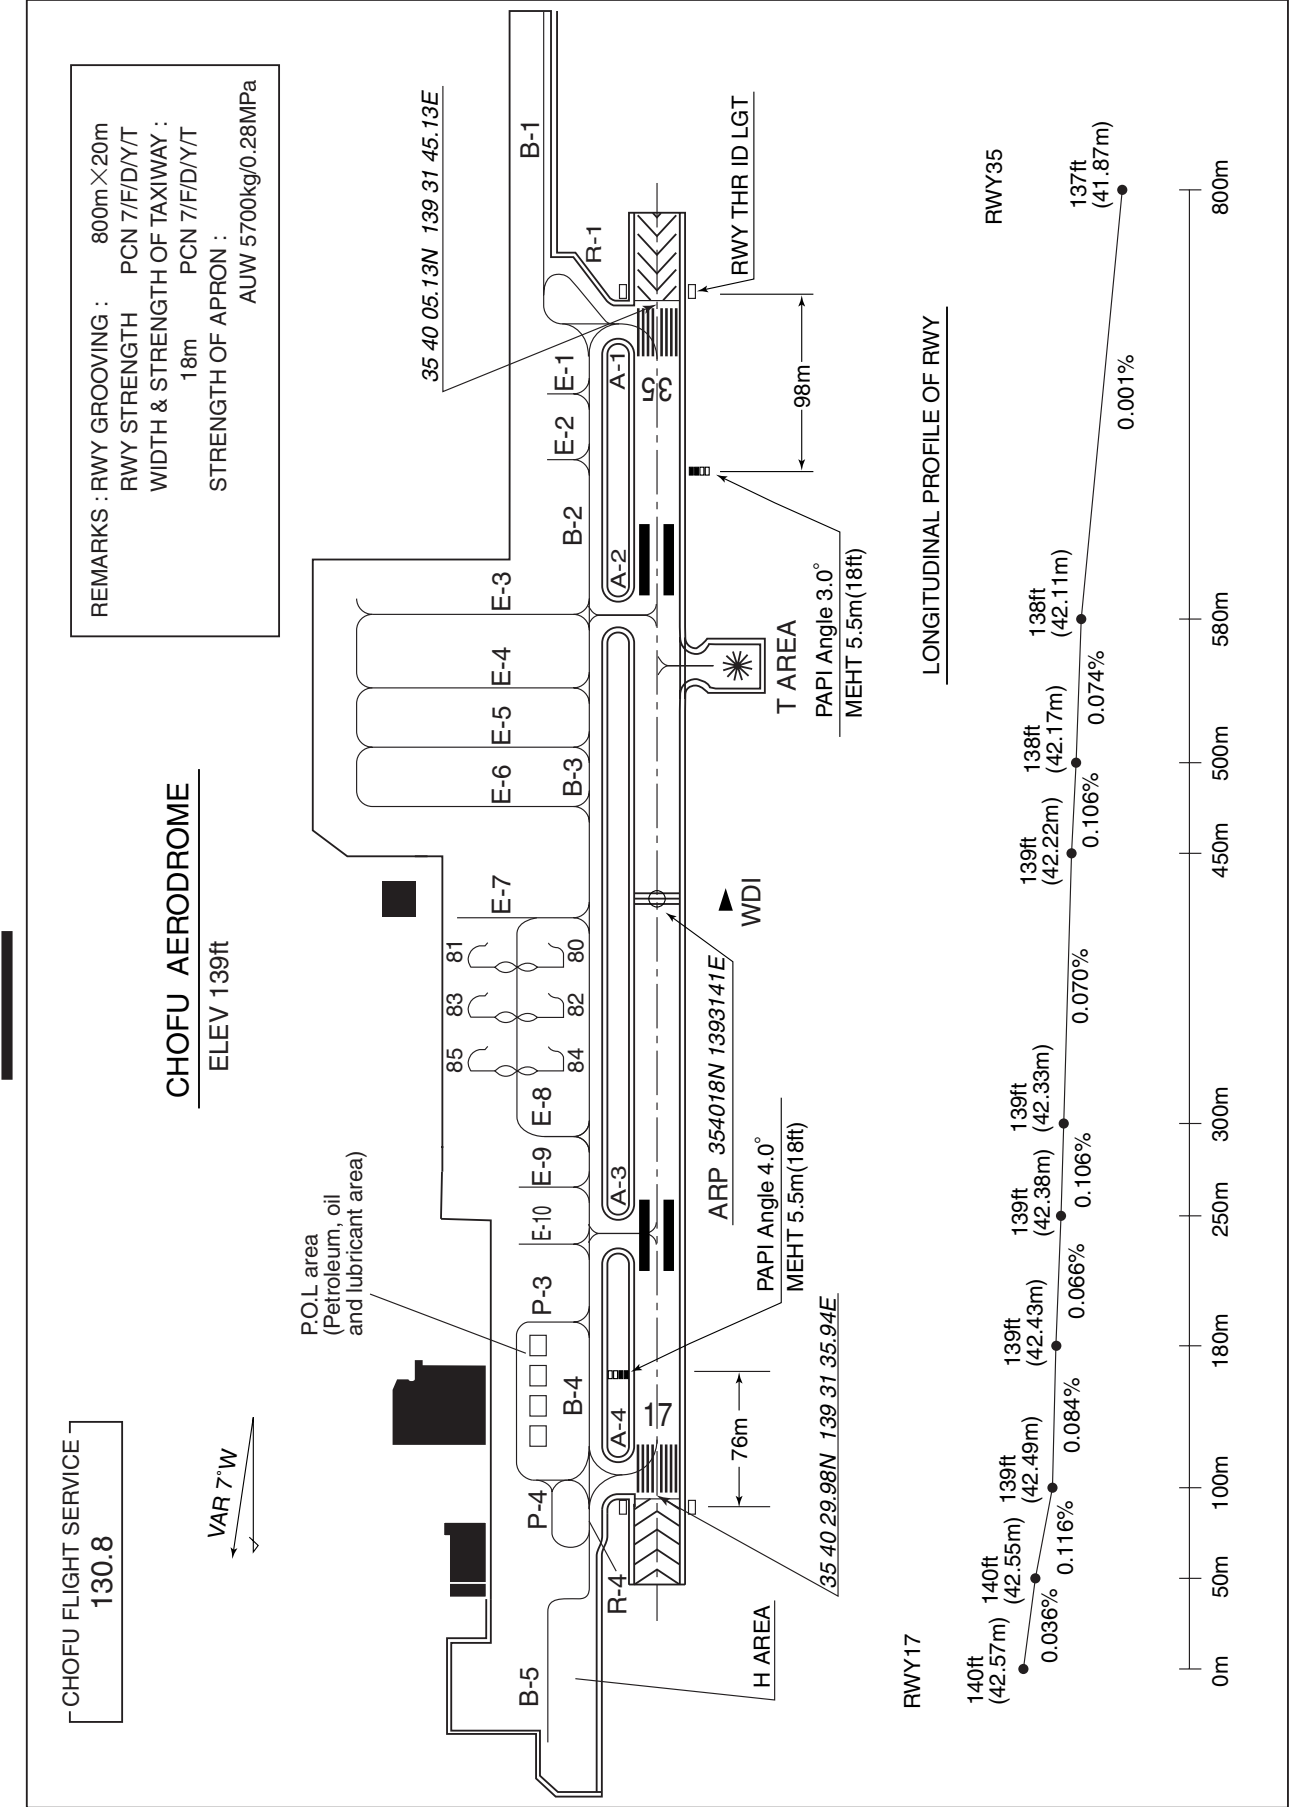 CHOFU AERODROME
ELEV 139ft
CHOFU FLIGHT SERVICE
130.8
VAR 7°W
REMARKS : RWY GROOVING : 800m×20m
RWY STRENGTH PCN 7/F/D/Y/T
WIDTH & STRENGTH OF TAXIWAY :
18m PCN 7/F/D/Y/T
STRENGTH OF APRON :
AUW 5700kg/0.28MPa
P.O.L area
(Petroleum, oil
and lubricant area)
35 40 05.13N 139 31 45.13E
B-5
P-4
B-4
P-3
E-10
E-9
E-8
85
83
81
84
82
80
E-7
E-6
E-5
E-4
E-3
B-3
B-2
E-2
E-1
B-1
R-4
A-4
A-3
A-2
A-1
R-1
17
35
H AREA
76m
35 40 29.98N 139 31 35.94E
PAPI Angle 4.0°
MEHT 5.5m(18ft)
ARP 354018N 1393141E
WDI
T AREA
PAPI Angle 3.0°
MEHT 5.5m(18ft)
98m
RWY THR ID LGT
LONGITUDINAL PROFILE OF RWY
RWY17
RWY35
140ft
(42.57m)
140ft
(42.55m)
139ft
(42.49m)
139ft
(42.43m)
139ft
(42.38m)
139ft
(42.33m)
139ft
(42.22m)
138ft
(42.17m)
138ft
(42.11m)
137ft
(41.87m)
0.036%
0.116%
0.084%
0.066%
0.106%
0.070%
0.106%
0.074%
0.001%
0m
50m
100m
180m
250m
300m
450m
500m
580m
800m